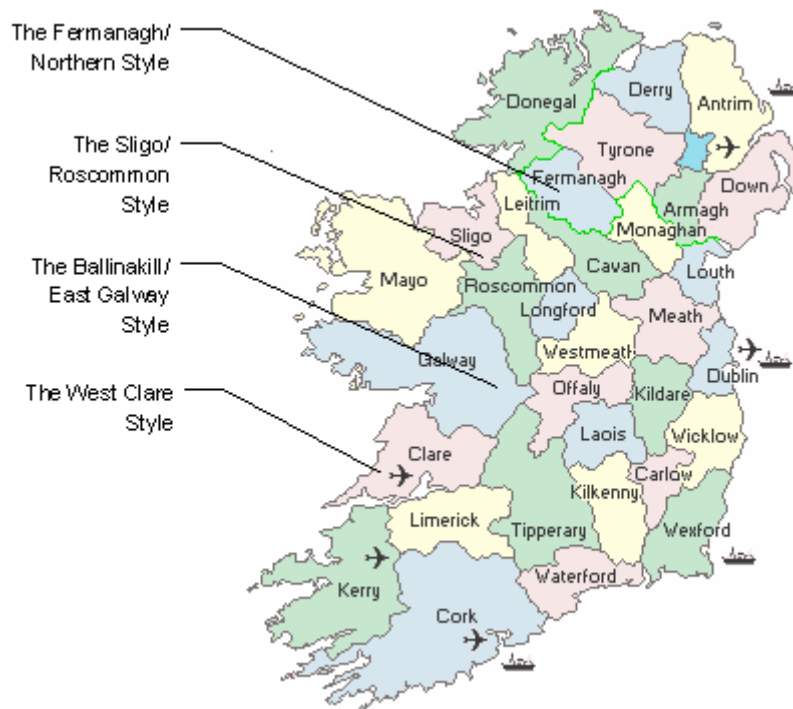 The Fermanagh/
Northern Style
The Sligo/
Roscommon
Style
The Ballinakill/
East Galway
Style
The West Clare
Style
Derry
Antrim
Donegal
Tyrone
Fermanagh
Down
Leitrim
Armagh
Monaghan
Sligo
Cavan
Louth
Mayo
Roscommon
Longford
Meath
Galway
Westmeath
Dublin
Offaly
Kildare
Laois
Wicklow
Clare
Carlow
Kilkenny
Limerick
Tipperary
Wexford
Waterford
Kerry
Cork